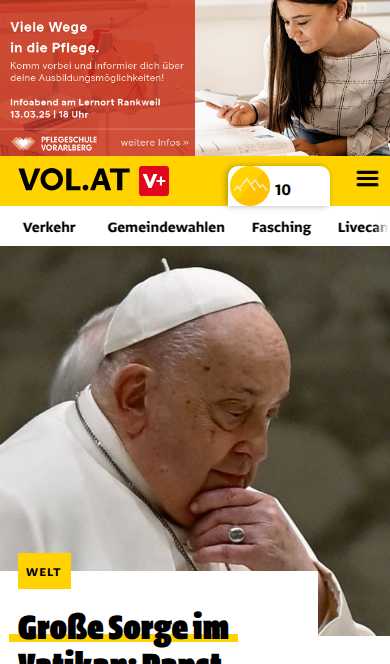 Viele Wege
in die Pflege.
Komm vorbei und informier dich über
deine Ausbildungsmöglichkeiten!
Infoabend am Lernort Rankweil
13.03.25 | 18 Uhr
PFLEGESCHULE
VORARLBERG
weitere Infos »
VOL.AT V+
10
Verkehr Gemeindewahlen Fasching Livecan
WELT
Große Sorge im
Vatikan: Papst